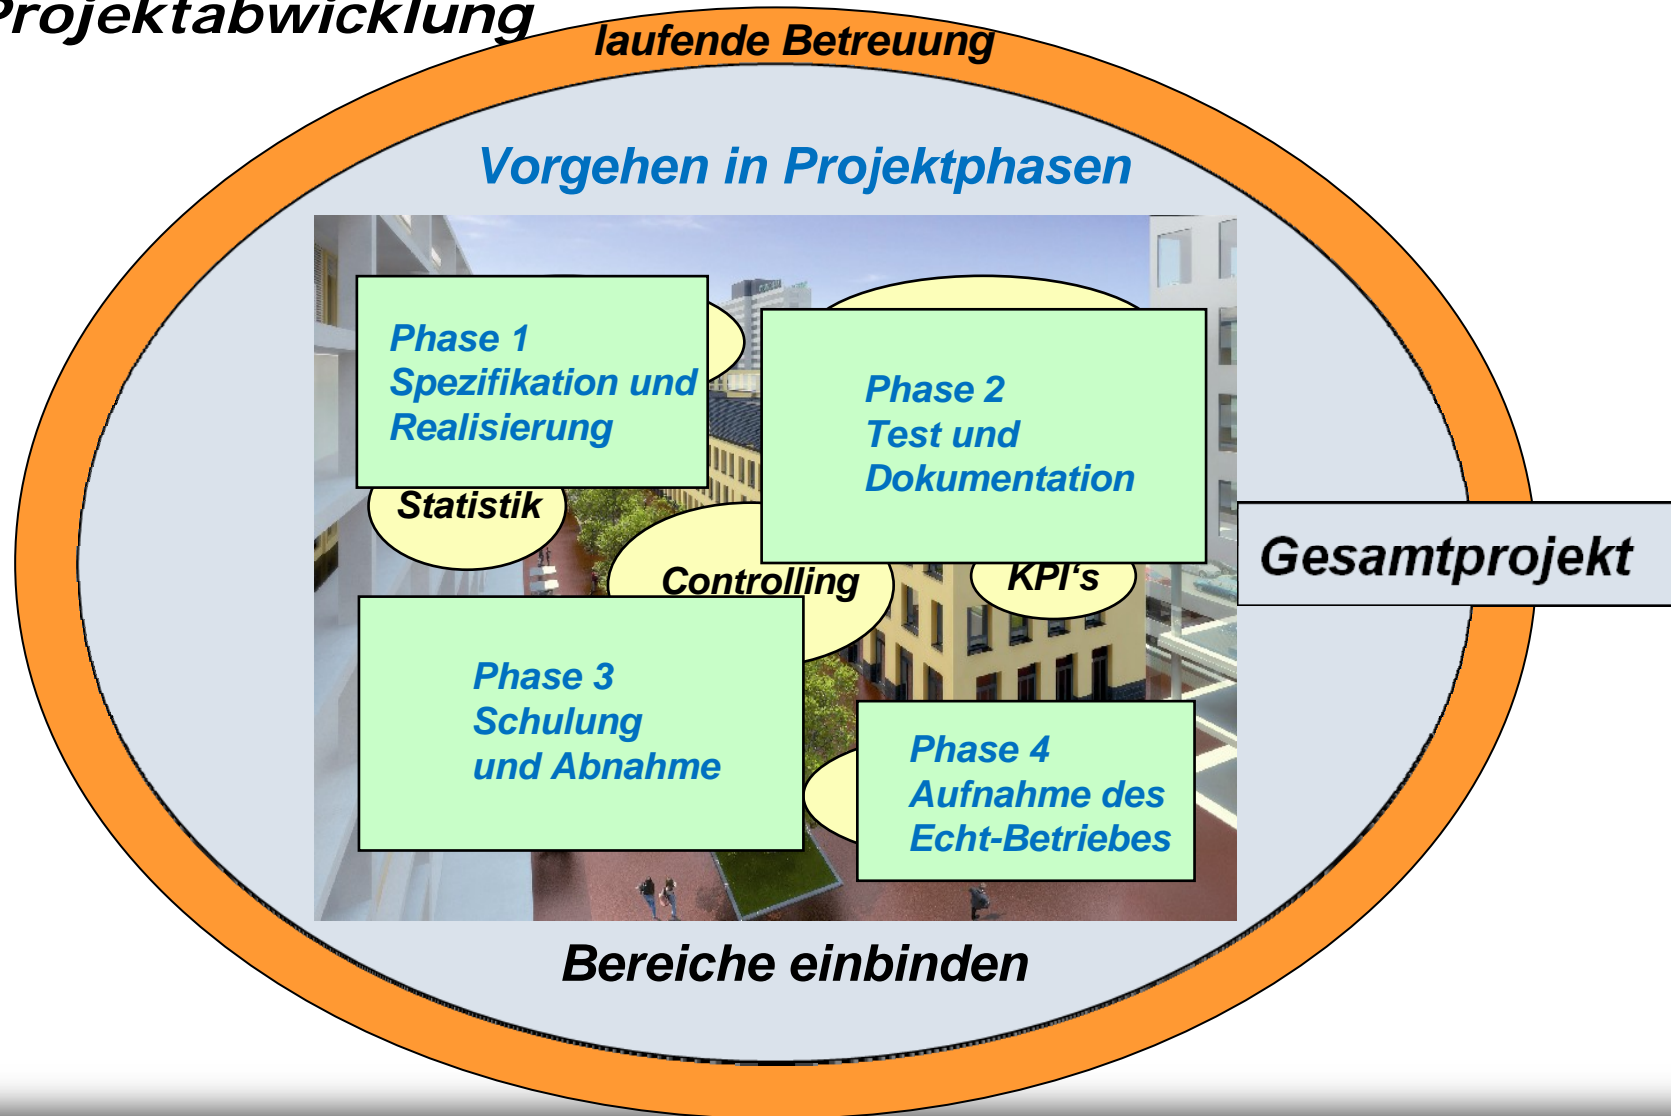 Projektabwicklung
laufende Betreuung
Vorgehen in Projektphasen
Phase 1
Spezifikation und
Realisierung
Phase 2
Test und
Dokumentation
Statistik
Controlling
KPI‘s
Gesamtprojekt
Phase 3
Schulung
und Abnahme
Phase 4
Aufnahme des
Echt-Betriebes
Bereiche einbinden